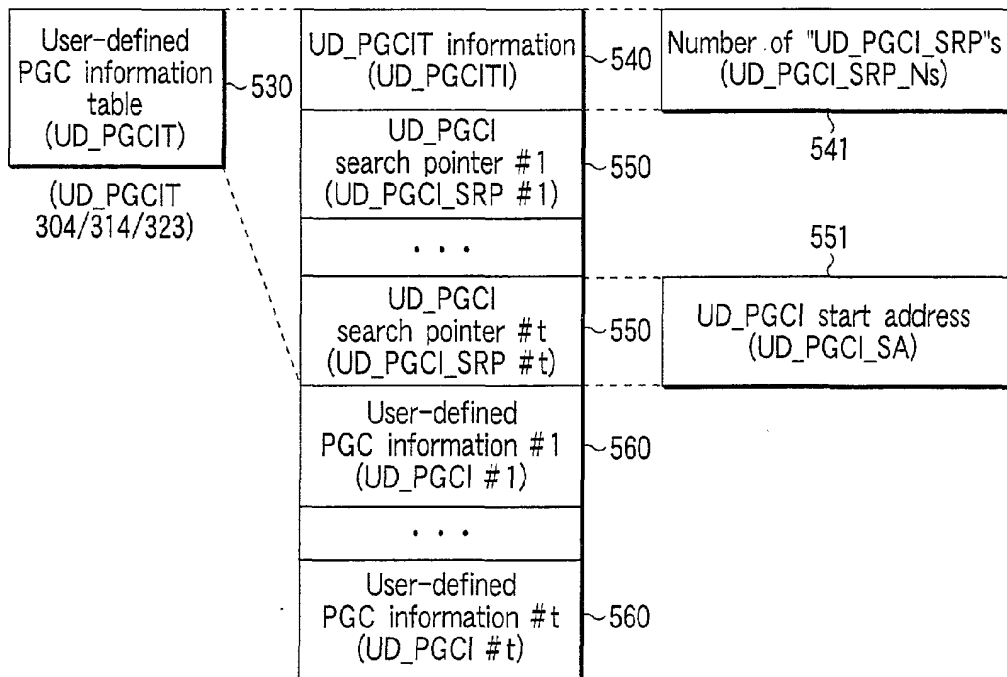 User-defined
PGC information
table
(UD_PGCIT)
530
(UD_PGCIT
304/314/323)
UD_PGCIT information
(UD_PGCITI)
540
Number of "UD_PGCI_SRP"s
(UD_PGCI_SRP_Ns)
541
UD_PGCI
search pointer #1
(UD_PGCI_SRP #1)
550
. . .
UD_PGCI
search pointer #t
(UD_PGCI_SRP #t)
550
551
UD_PGCI start address
(UD_PGCI_SA)
User-defined
PGC information #1
(UD_PGCI #1)
560
. . .
User-defined
PGC information #t
(UD_PGCI #t)
560